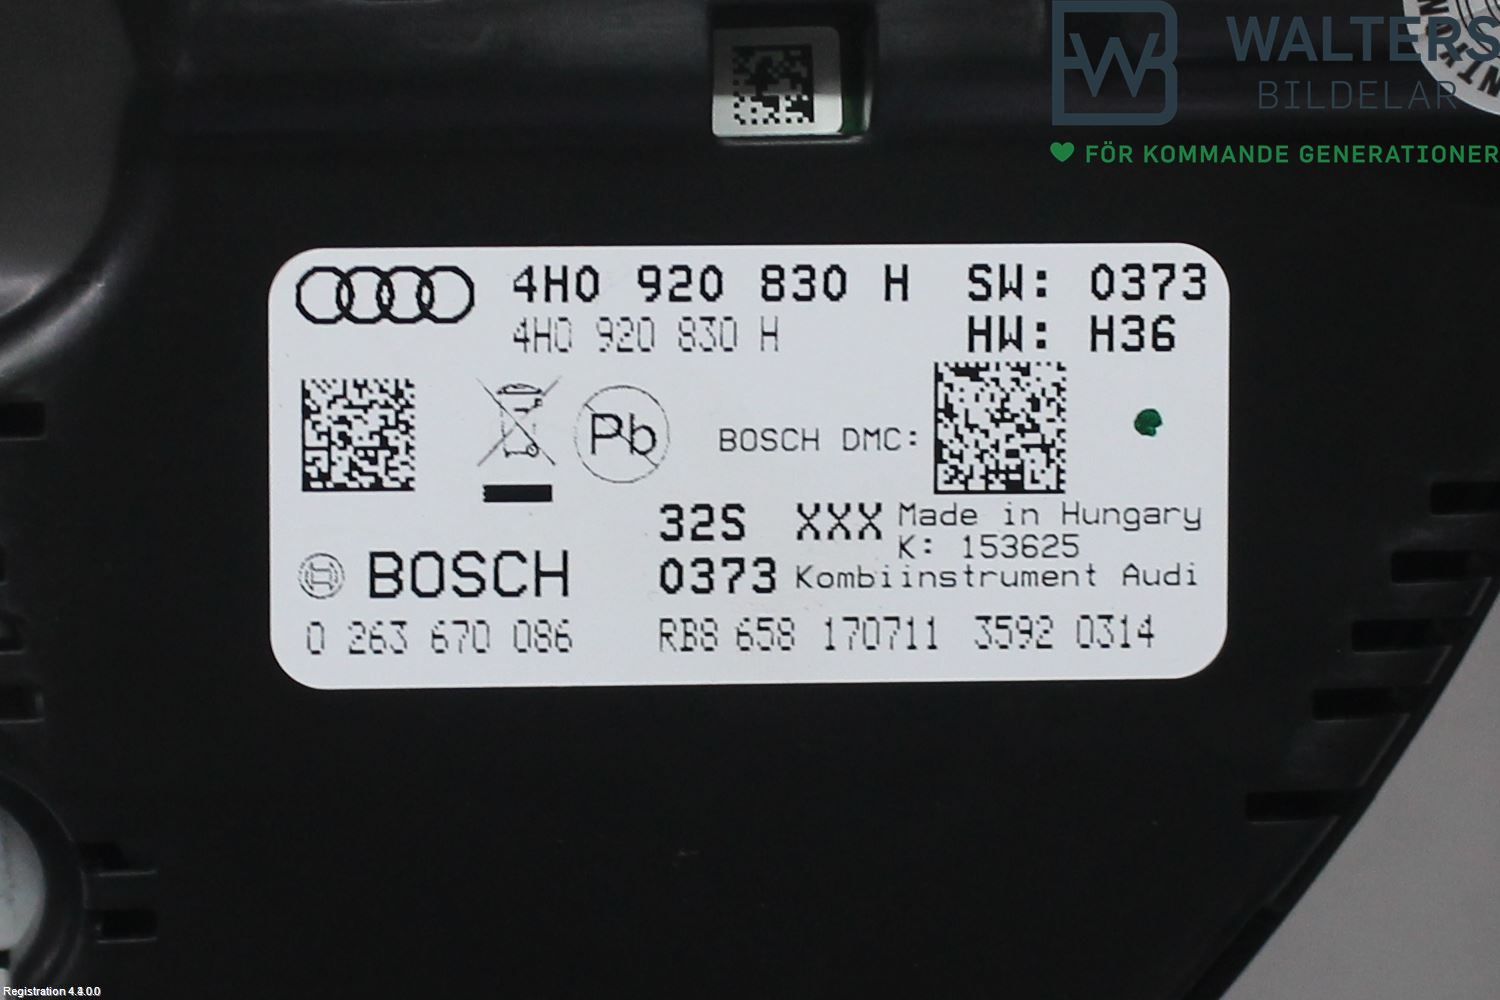 WALTERS
BILDELAR
FÖR KOMMANDE GENERATIONER
4H0 920 830 H SW: 0373
4H0 920 830 H HW: H36
Pb BOSCH DMC:
32S XXX Made in Hungary
K: 153625
BOSCH 0373 Kombiinstrument Audi
0 263 670 086 RB8 658 170711 3592 0314